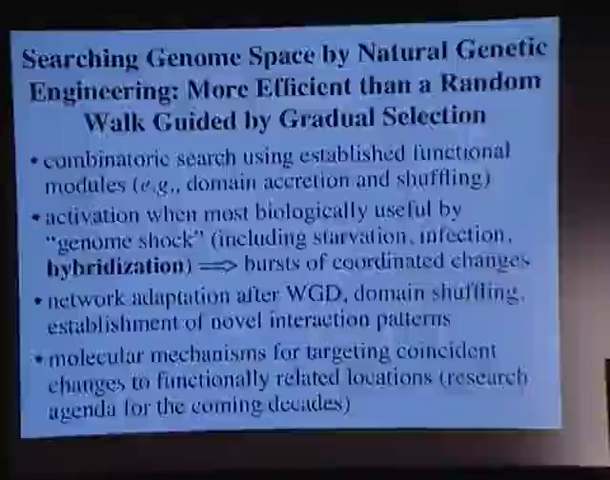 Searching Genome Space by Natural Genetic
Engineering: More Efficient than a Random
Walk Guided by Gradual Selection
• combinatoric search using established functional
modules (e.g., domain accretion and shuffling)
• activation when most biologically useful by
"genome shock" (including starvation, infection,
hybridization) ⟹ bursts of coordinated changes
• network adaptation after WGD, domain shuffling,
establishment of novel interaction patterns
• molecular mechanisms for targeting coincident
changes to functionally related locations (research
agenda for the coming decades)